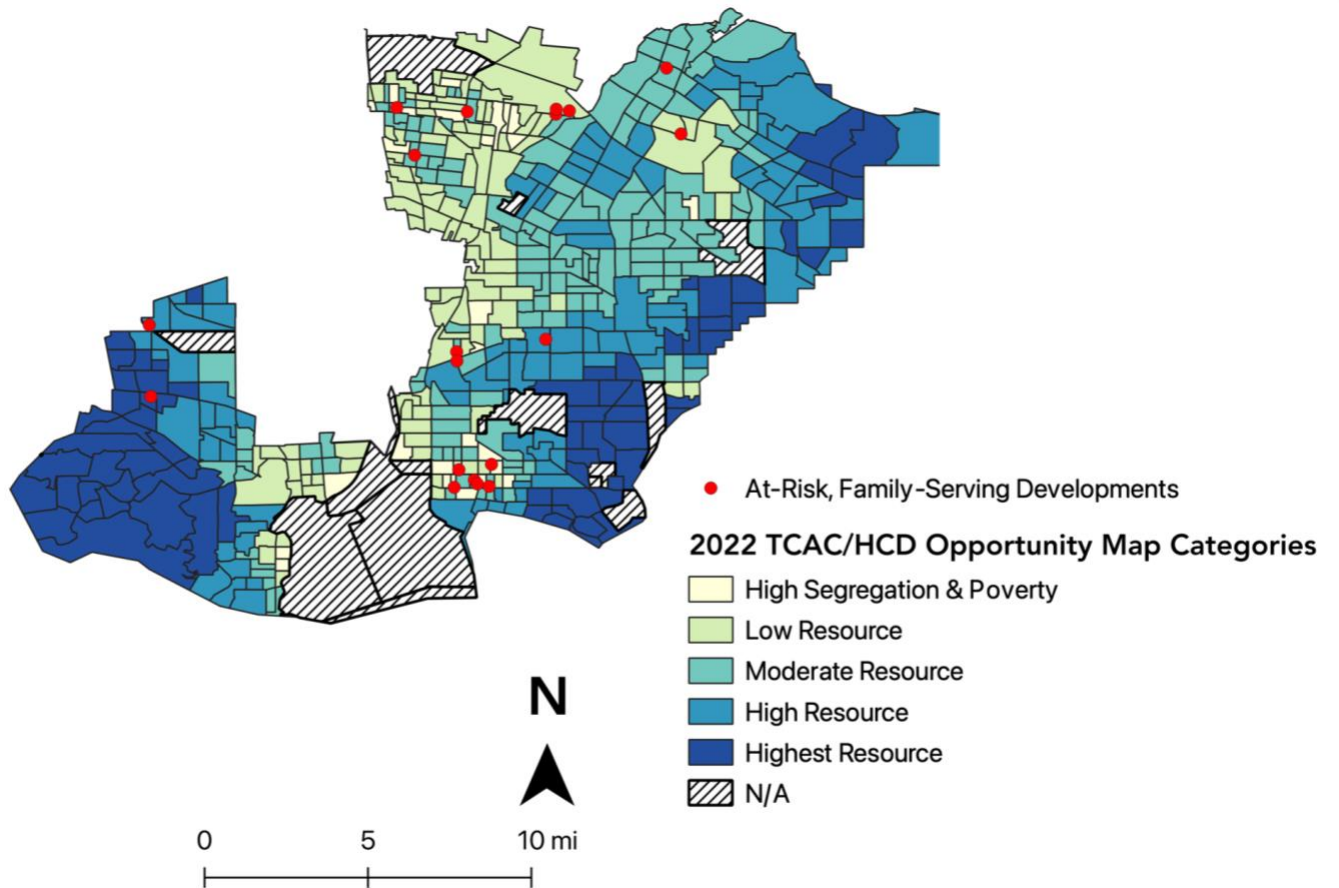 At-Risk, Family-Serving Developments
2022 TCAC/HCD Opportunity Map Categories
High Segregation & Poverty
Low Resource
Moderate Resource
High Resource
Highest Resource
N/A
N
0 5 10 mi